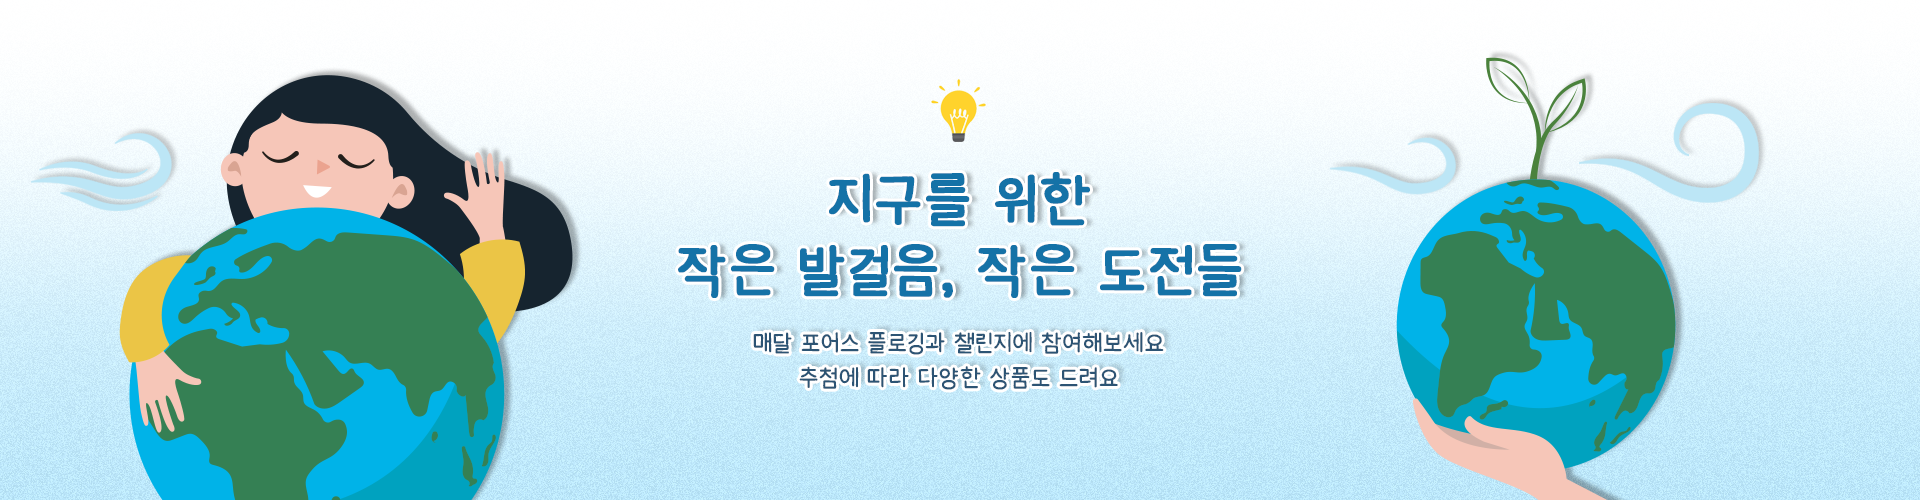 지구를 위한
작은 발걸음, 작은 도전들
매달 포어스 플로깅과 챌린지에 참여해보세요
추첨에 따라 다양한 상품도 드려요